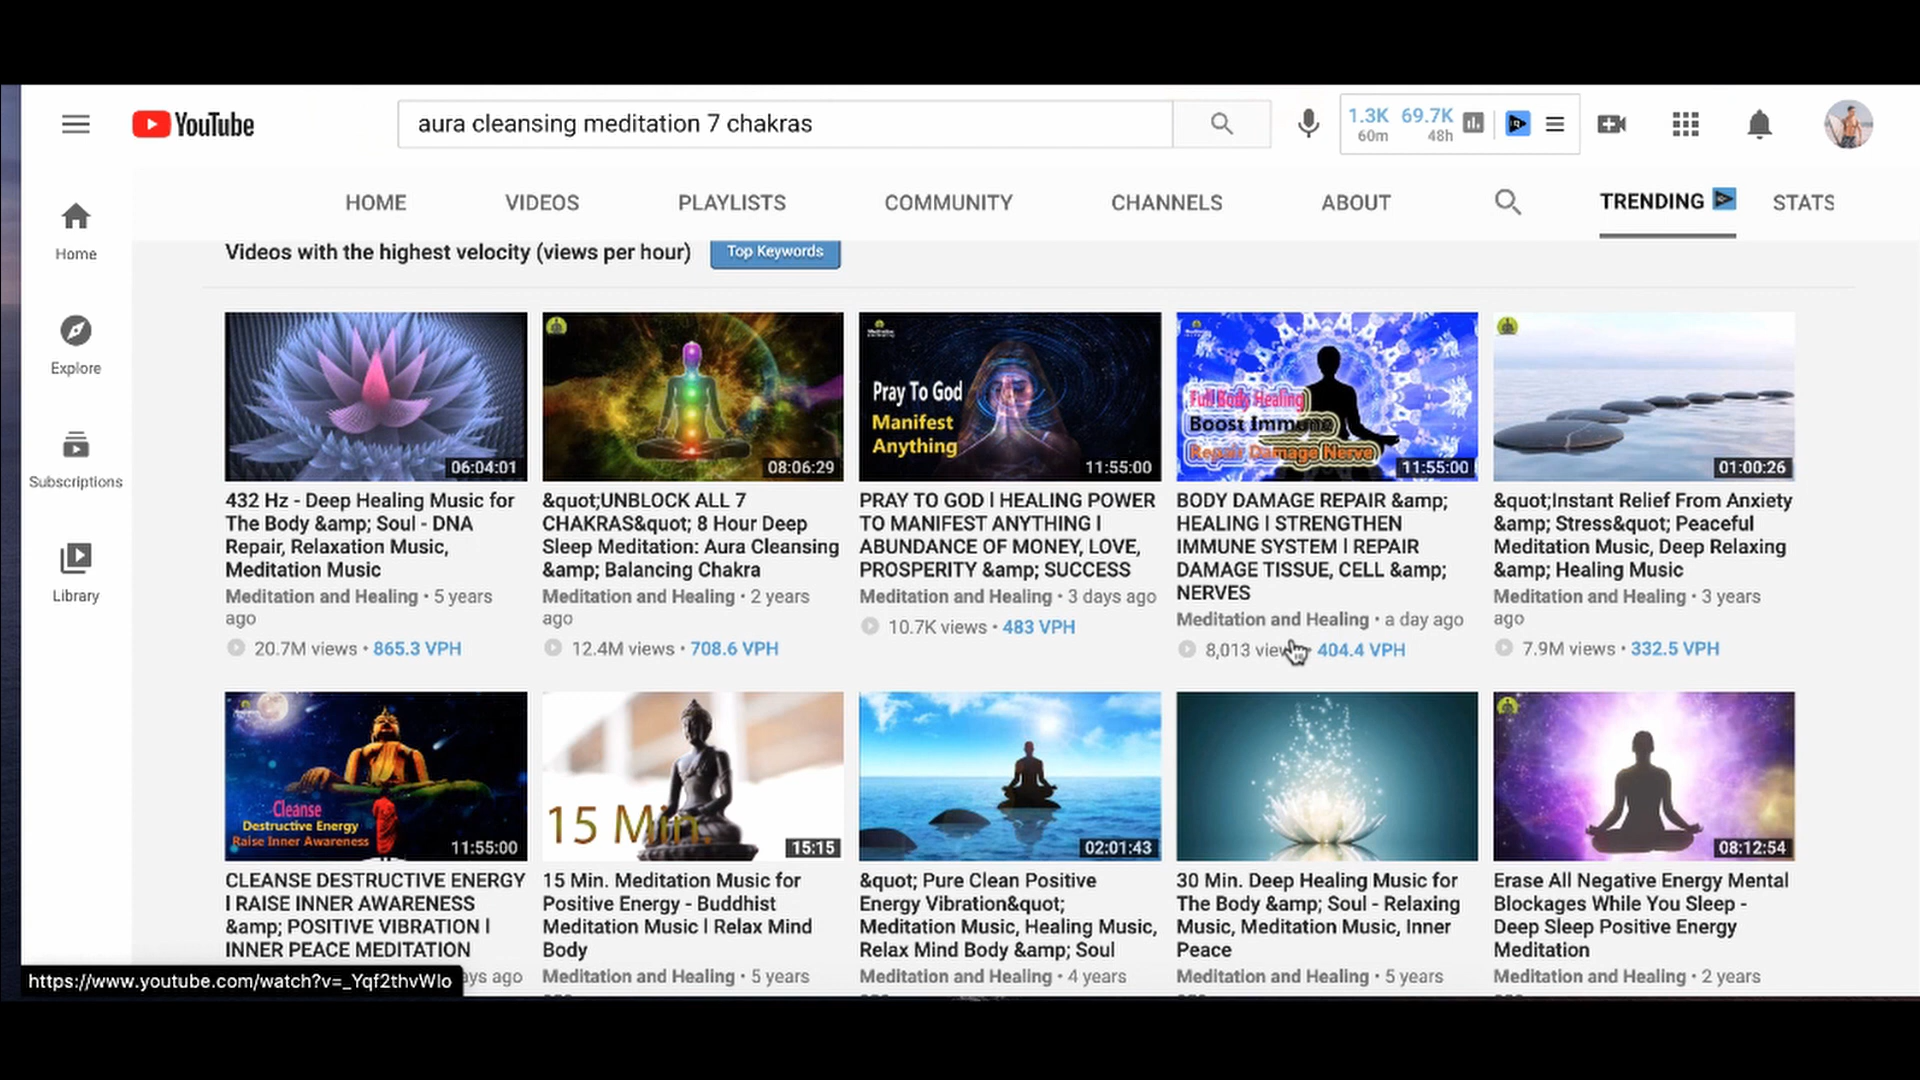 YouTube
aura cleansing meditation 7 chakras
1.3K 69.7K
60m 48h
HOME VIDEOS PLAYLISTS COMMUNITY CHANNELS ABOUT TRENDING STATS
Home
Explore
Subscriptions
Library
Videos with the highest velocity (views per hour) Top Keywords
06:04:01
432 Hz - Deep Healing Music for
The Body &amp; Soul - DNA
Repair, Relaxation Music,
Meditation Music
Meditation and Healing • 5 years
ago
20.7M views • 865.3 VPH
08:06:29
&quot;UNBLOCK ALL 7
CHAKRAS&quot; 8 Hour Deep
Sleep Meditation: Aura Cleansing
&amp; Balancing Chakra
Meditation and Healing • 2 years
ago
12.4M views • 708.6 VPH
Pray To God
Manifest
Anything
11:55:00
PRAY TO GOD l HEALING POWER
TO MANIFEST ANYTHING l
ABUNDANCE OF MONEY, LOVE,
PROSPERITY &amp; SUCCESS
Meditation and Healing • 3 days ago
10.7K views • 483 VPH
Full Body Healing
Boost Immune
Repair Damage Nerve
11:55:00
BODY DAMAGE REPAIR &amp;
HEALING l STRENGTHEN
IMMUNE SYSTEM l REPAIR
DAMAGE TISSUE, CELL &amp;
NERVES
Meditation and Healing • a day ago
8,013 views • 404.4 VPH
01:00:26
&quot;Instant Relief From Anxiety
&amp; Stress&quot; Peaceful
Meditation Music, Deep Relaxing
&amp; Healing Music
Meditation and Healing • 3 years
ago
7.9M views • 332.5 VPH
Cleanse
Destructive Energy
Raise Inner Awareness
11:55:00
CLEANSE DESTRUCTIVE ENERGY
l RAISE INNER AWARENESS
&amp; POSITIVE VIBRATION l
INNER PEACE MEDITATION
ays ago
15 Min.
15:15
15 Min. Meditation Music for
Positive Energy - Buddhist
Meditation Music l Relax Mind
Body
Meditation and Healing • 5 years
02:01:43
&quot; Pure Clean Positive
Energy Vibration&quot;
Meditation Music, Healing Music,
Relax Mind Body &amp; Soul
Meditation and Healing • 4 years
30 Min. Deep Healing Music for
The Body &amp; Soul - Relaxing
Music, Meditation Music, Inner
Peace
Meditation and Healing • 5 years
08:12:54
Erase All Negative Energy Mental
Blockages While You Sleep -
Deep Sleep Positive Energy
Meditation
Meditation and Healing • 2 years
https://www.youtube.com/watch?v=_Yqf2thvWlo